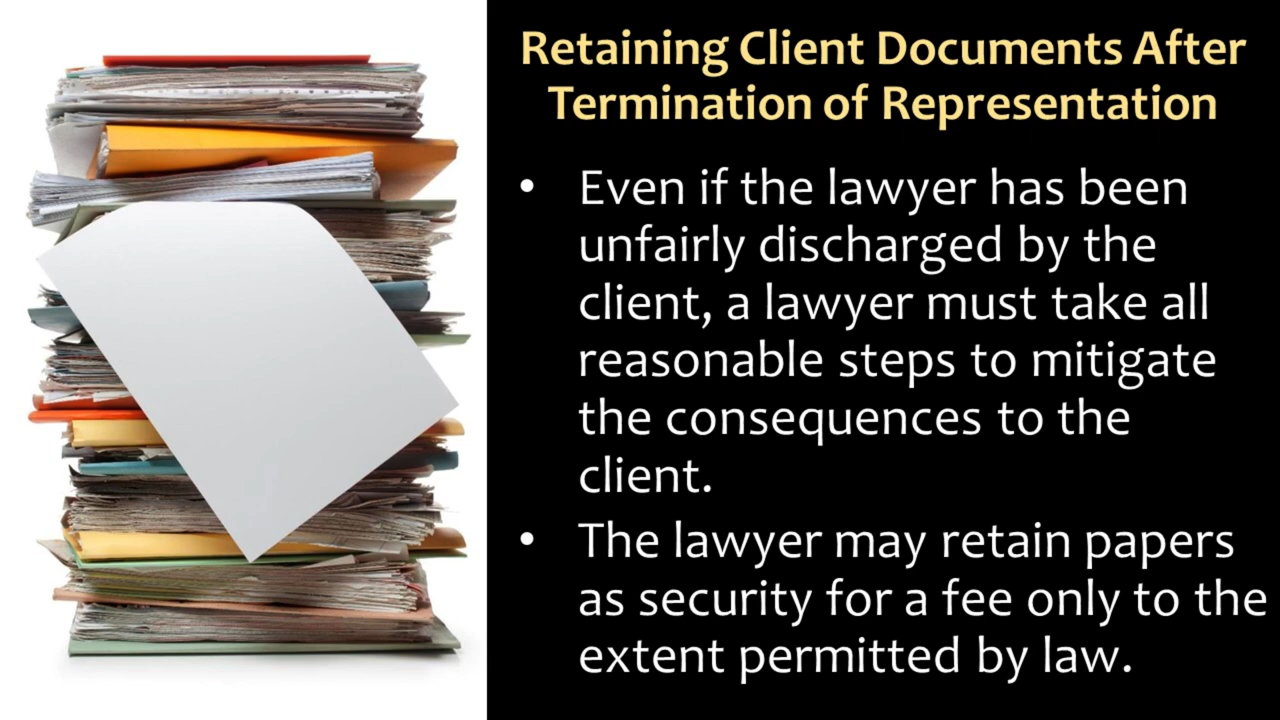 Retaining Client Documents After
Termination of Representation
• Even if the lawyer has been
unfairly discharged by the
client, a lawyer must take all
reasonable steps to mitigate
the consequences to the
client.
• The lawyer may retain papers
as security for a fee only to the
extent permitted by law.